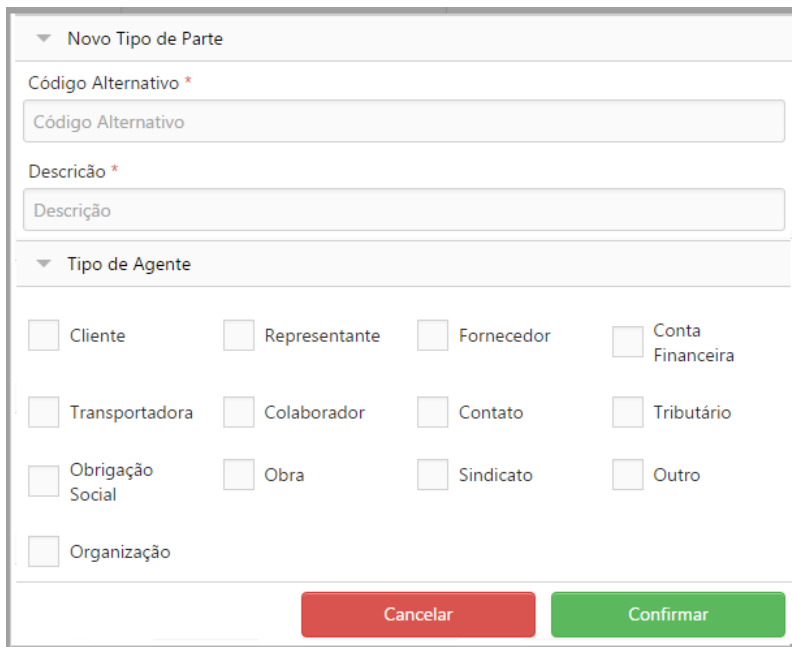 Novo Tipo de Parte
Código Alternativo *
Código Alternativo
Descricão *
Descrição
Tipo de Agente
Cliente
Representante
Fornecedor
Conta
Financeira
Transportadora
Colaborador
Contato
Tributário
Obrigação
Social
Obra
Sindicato
Outro
Organização
Cancelar
Confirmar